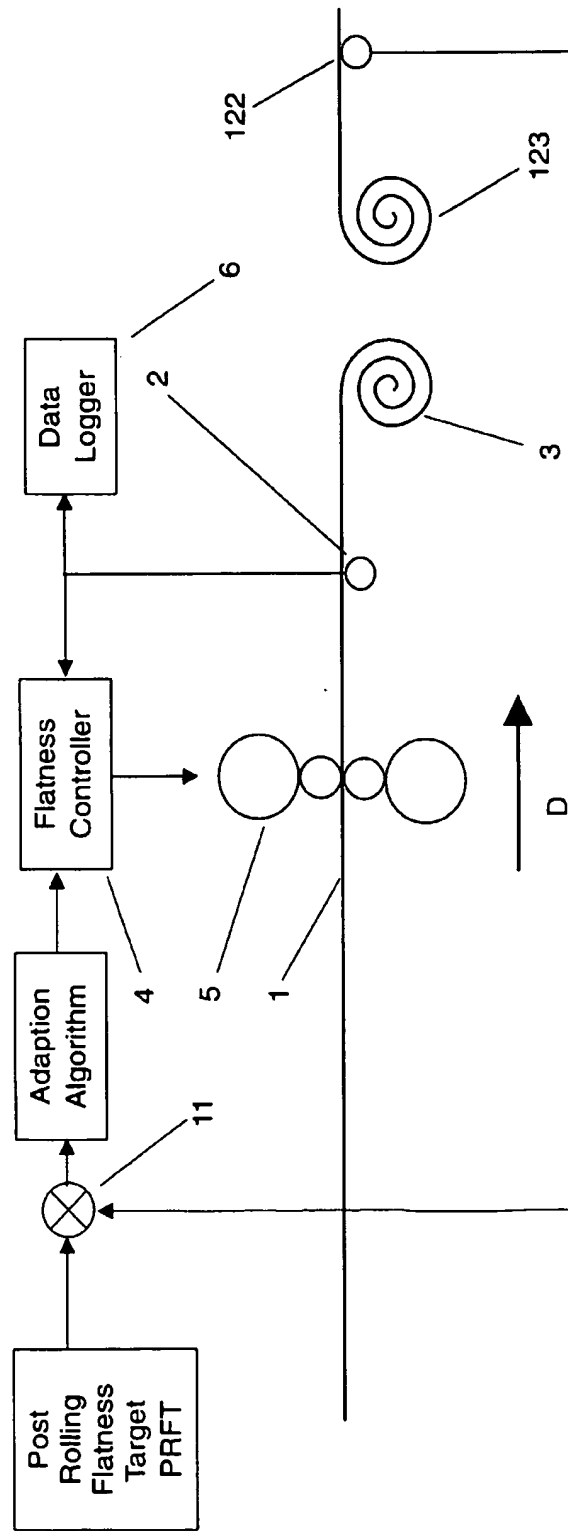 Post
Rolling
Flatness
Target
PRFT
11
Adaption
Algorithm
4
Flatness
Controller
5
1
D
2
Data
Logger
6
3
122
123